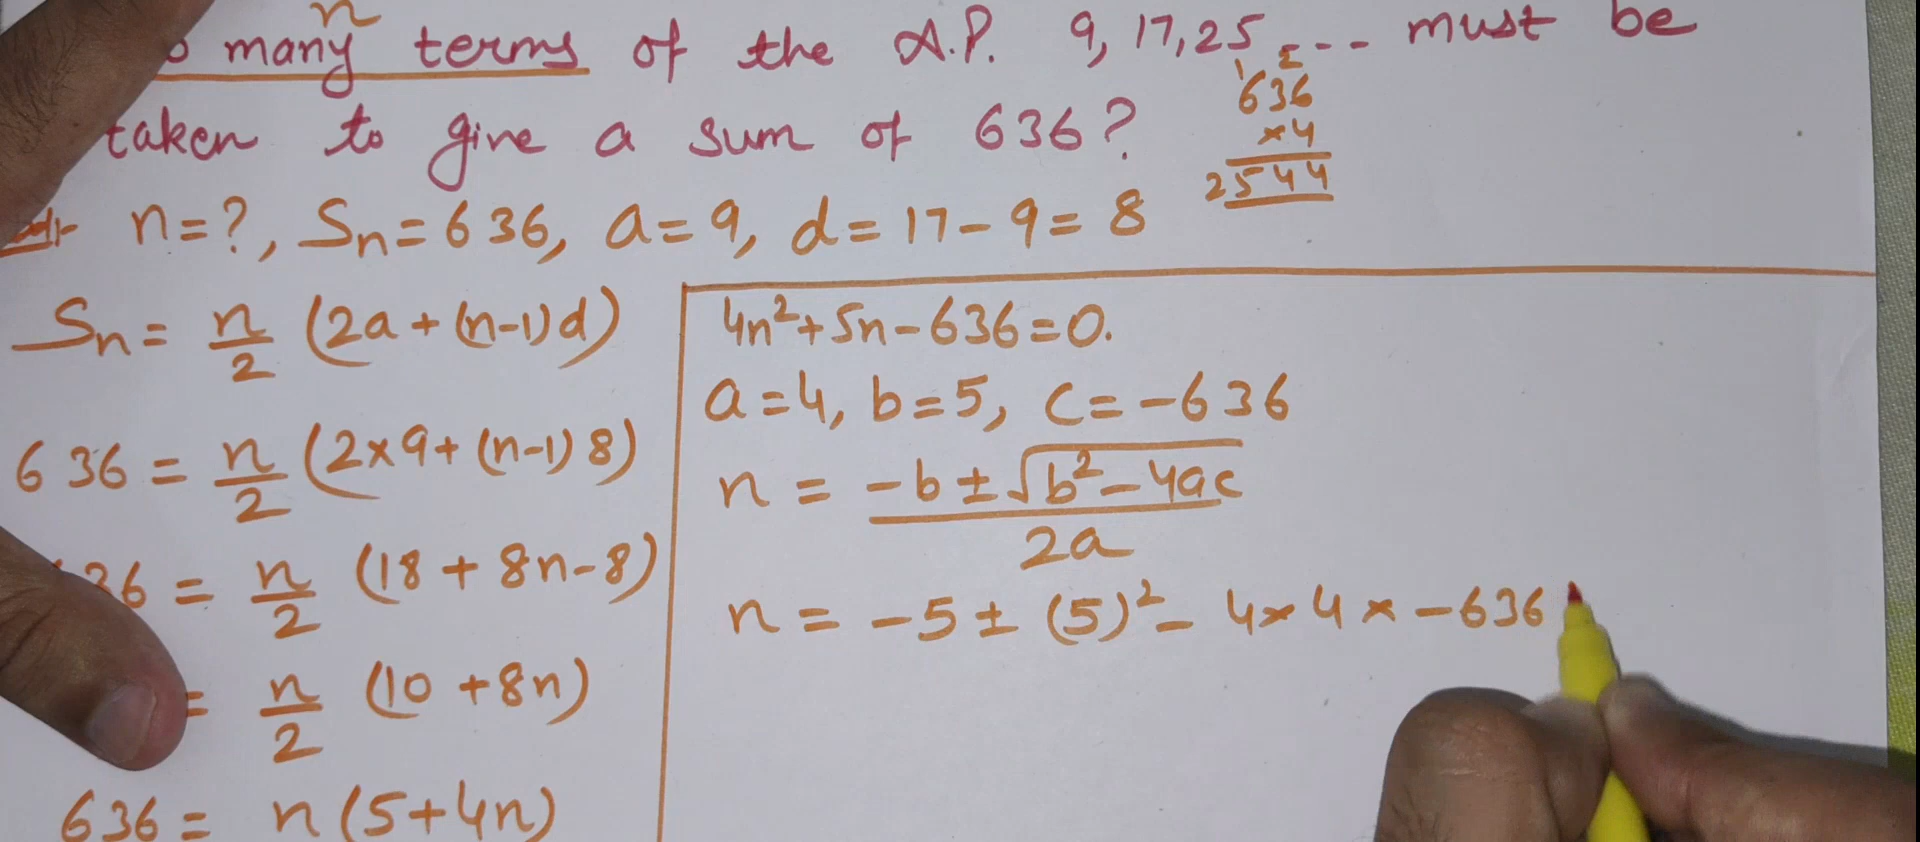 n
many terms of the A.P. 9, 17, 25, --- must be
taken to give a sum of 636?
1 2
636
×4
2544
n=?, Sn=636, a=9, d=17-9=8
Sn = n/2 (2a+(n-1)d)
636 = n/2 (2×9+(n-1)8)
36 = n/2 (18+8n-8)
= n/2 (10+8n)
636 = n(5+4n)
4n²+5n-636=0.
a=4, b=5, c=-636
n = -b±√b²-4ac
2a
n = -5±(5)²-4×4×-636